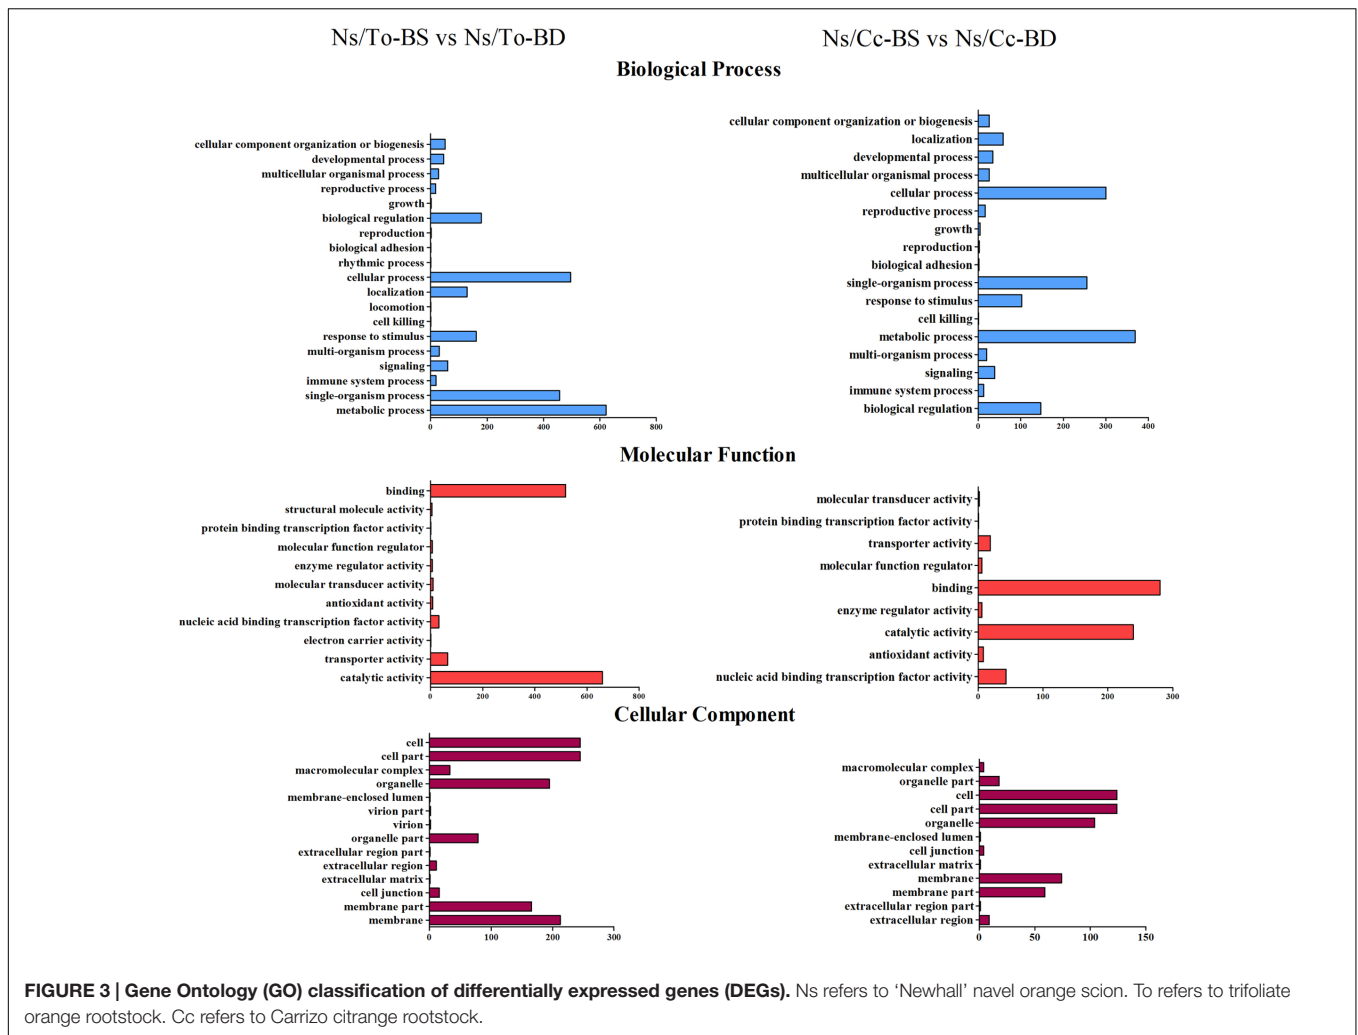 Ns/To-BS vs Ns/To-BD
Ns/Cc-BS vs Ns/Cc-BD
Biological Process
cellular component organization or biogenesis
developmental process
multicellular organismal process
reproductive process
growth
biological regulation
reproduction
biological adhesion
rhythmic process
cellular process
localization
locomotion
cell killing
response to stimulus
multi-organism process
signaling
immune system process
single-organism process
metabolic process
0 200 400 600 800
cellular component organization or biogenesis
localization
developmental process
multicellular organismal process
cellular process
reproductive process
growth
reproduction
biological adhesion
single-organism process
response to stimulus
cell killing
metabolic process
multi-organism process
signaling
immune system process
biological regulation
0 100 200 300 400
Molecular Function
binding
structural molecule activity
protein binding transcription factor activity
molecular function regulator
enzyme regulator activity
molecular transducer activity
antioxidant activity
nucleic acid binding transcription factor activity
electron carrier activity
transporter activity
catalytic activity
0 200 400 600 800
molecular transducer activity
protein binding transcription factor activity
transporter activity
molecular function regulator
binding
enzyme regulator activity
catalytic activity
antioxidant activity
nucleic acid binding transcription factor activity
0 100 200 300
Cellular Component
cell
cell part
macromolecular complex
organelle
membrane-enclosed lumen
virion part
virion
organelle part
extracellular region part
extracellular region
extracellular matrix
cell junction
membrane part
membrane
0 100 200 300
macromolecular complex
organelle part
cell
cell part
organelle
membrane-enclosed lumen
cell junction
extracellular matrix
membrane
membrane part
extracellular region part
extracellular region
0 50 100 150
FIGURE 3 | Gene Ontology (GO) classification of differentially expressed genes (DEGs). Ns refers to ‘Newhall’ navel orange scion. To refers to trifoliate
orange rootstock. Cc refers to Carrizo citrange rootstock.